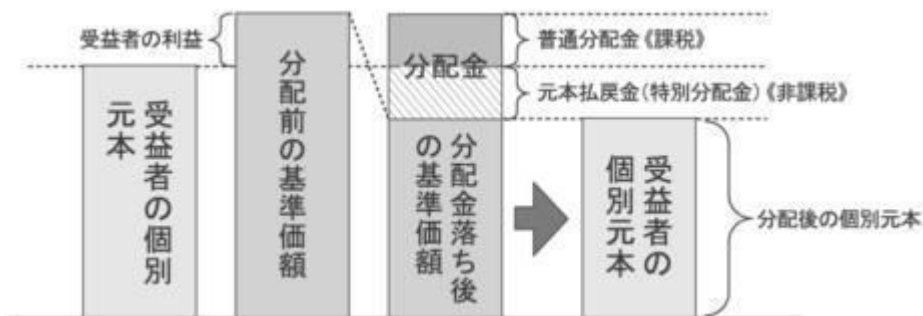 受益者の利益
受益者の個別
元本
分配前の基準価額
分配金
分配金落ち後
の基準価額
普通分配金《課税》
元本払戻金(特別分配金)《非課税》
受益者の
個別元本
分配後の個別元本